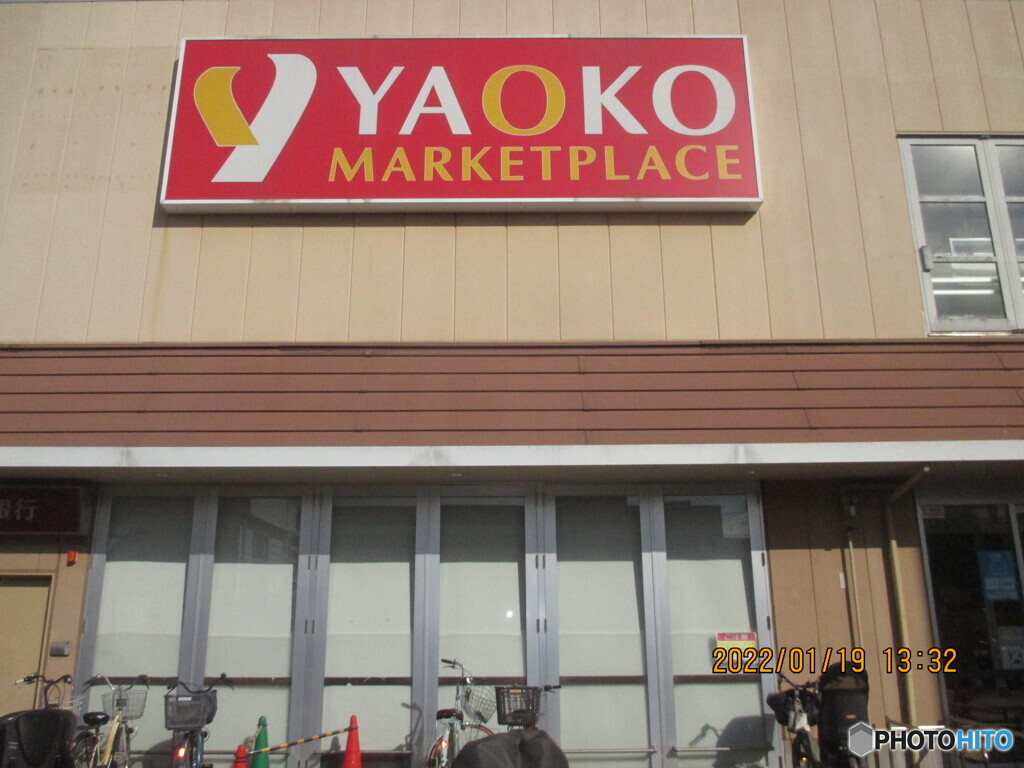 YAOKO
MARKETPLACE
銀行
2022/01/19 13:32
PHOTOHITO